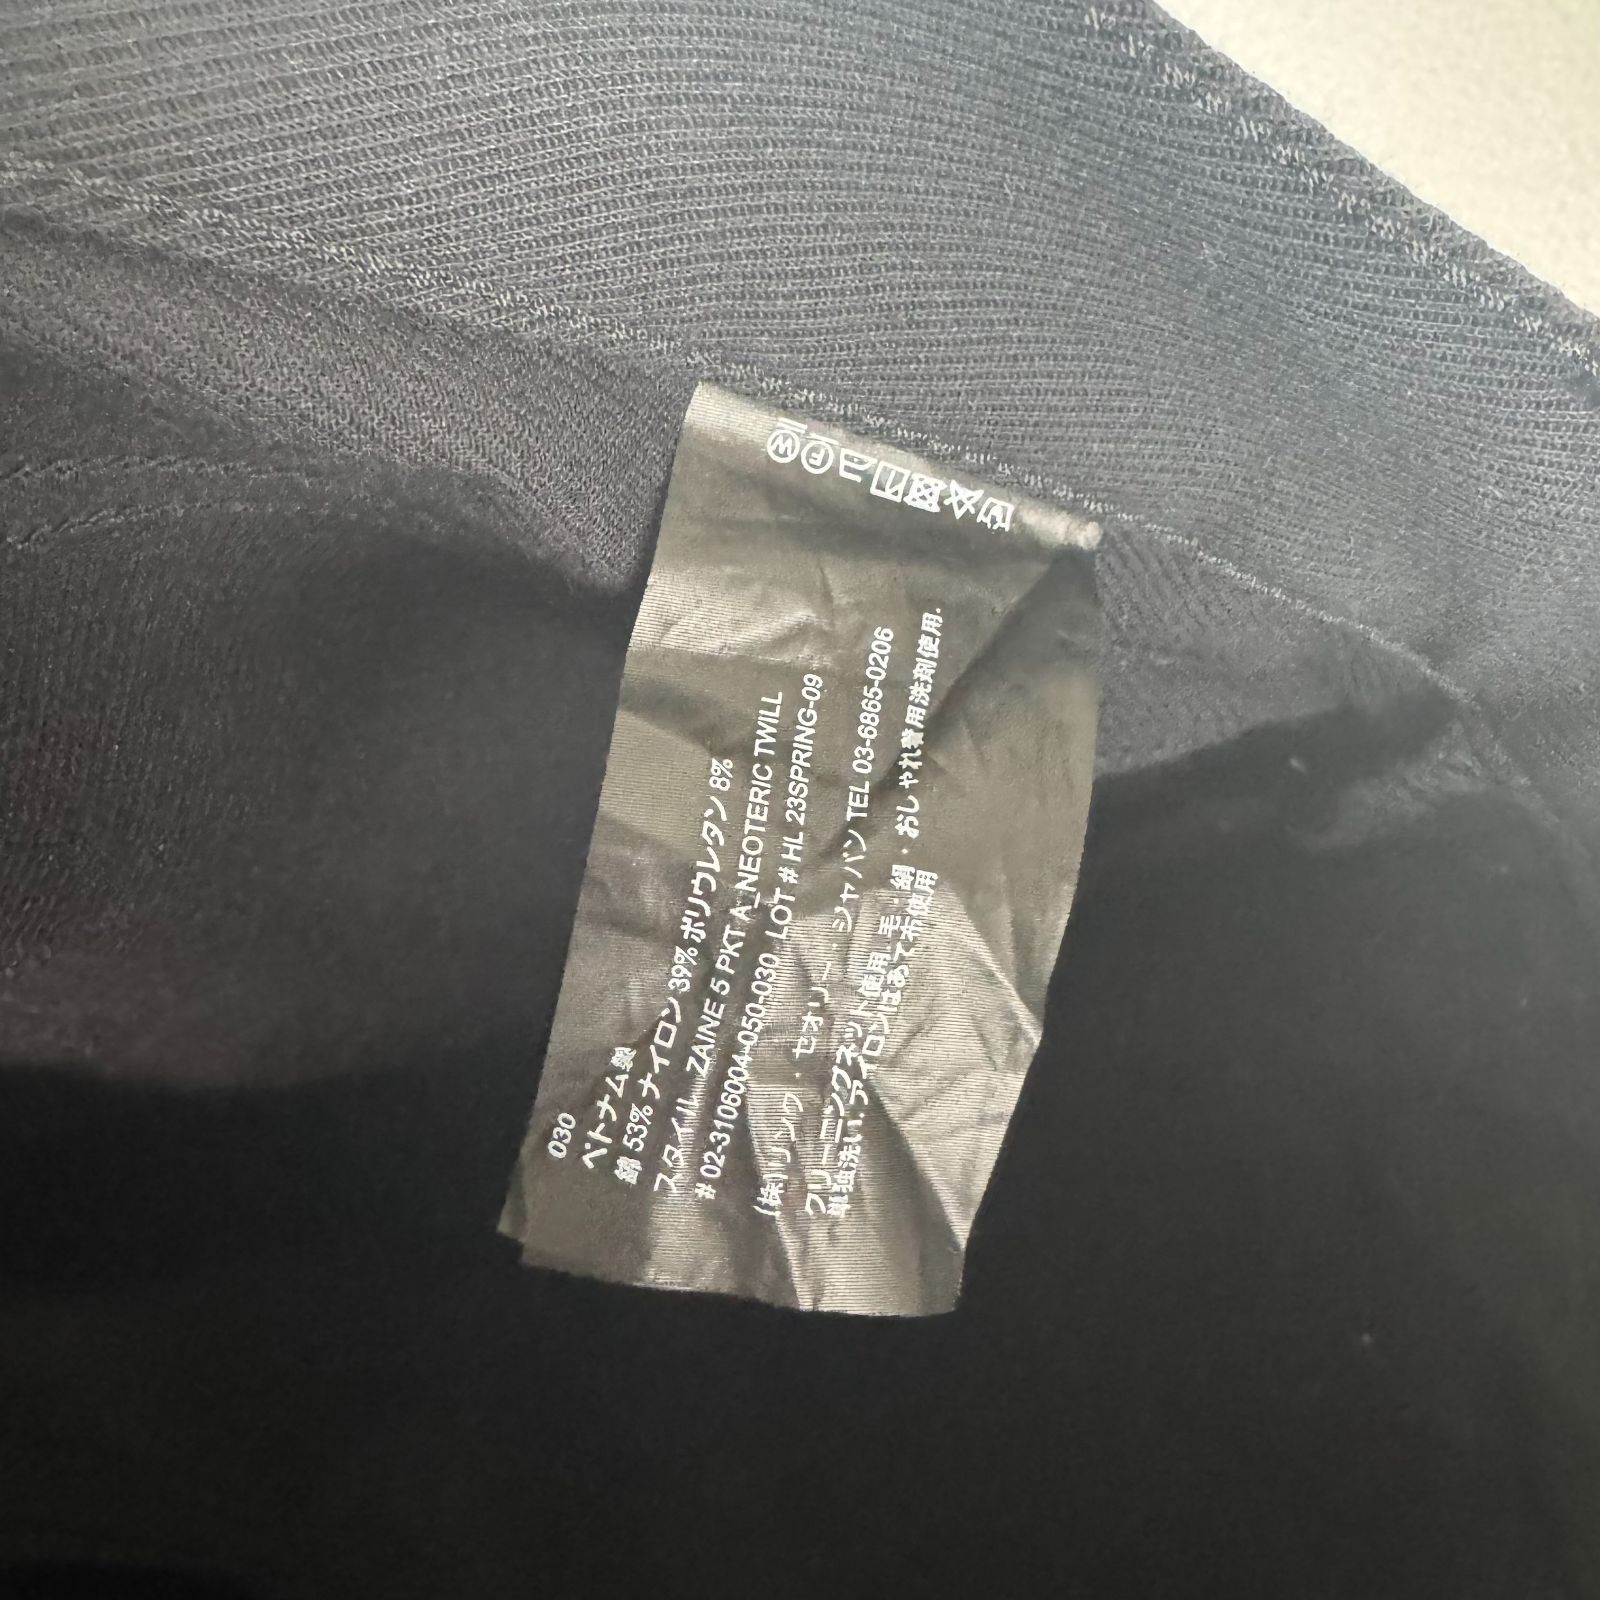 030
ベトナム製
綿 53% ナイロン 39% ポリウレタン 8%
スタイル ZAINE 5 PKT A_NEOTERIC TWILL
# 02-3106004-050-030 LOT # HL 23SPRING-09
(株)リンク・セオリー・ジャパン TEL 03-6865-0206
クリーニングネット使用. 毛・絹・おしゃれ着用洗剤使用.
単独洗い. アイロンはあて布使用